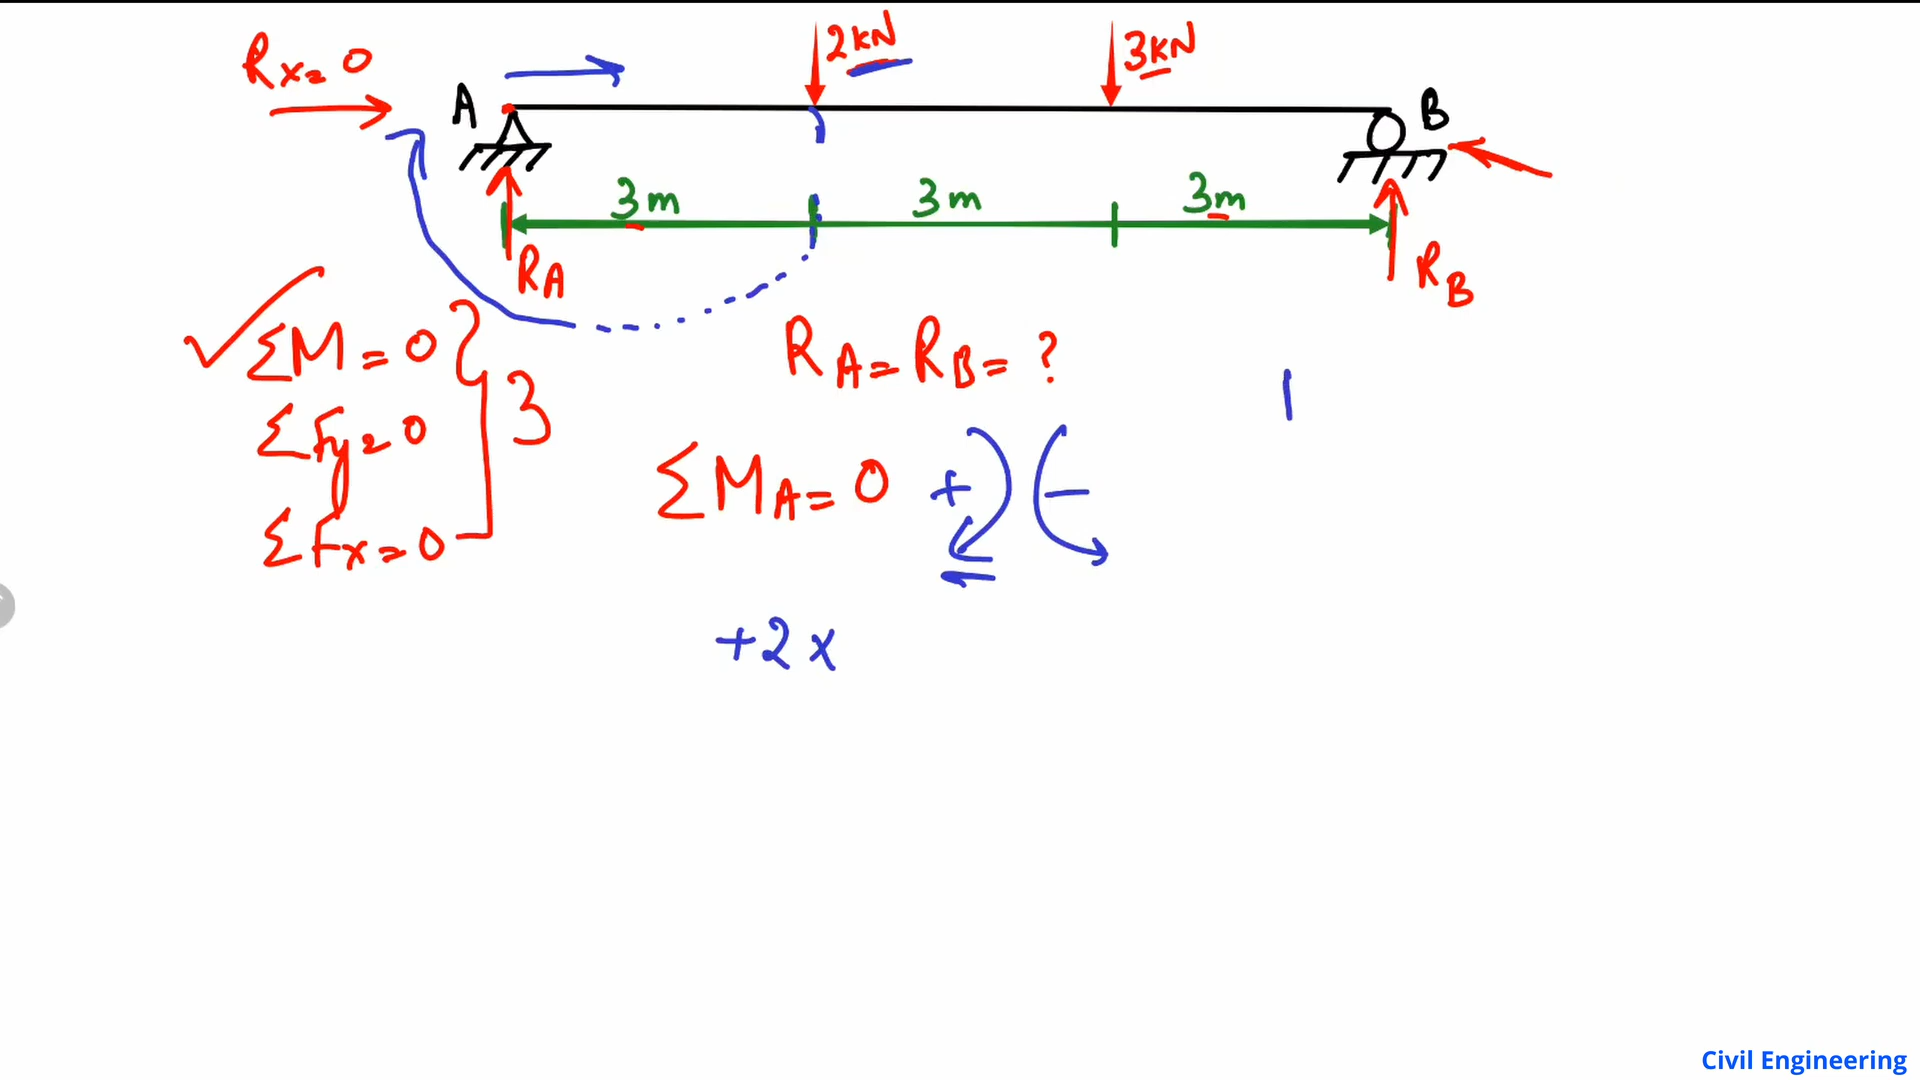 Rx=0
2kN
3kN
A
B
3m
3m
3m
RA
RB
ΣM=0
ΣFy=0
ΣFx=0
3
RA=RB=?
ΣMA=0 + −
+2x
Civil Engineering